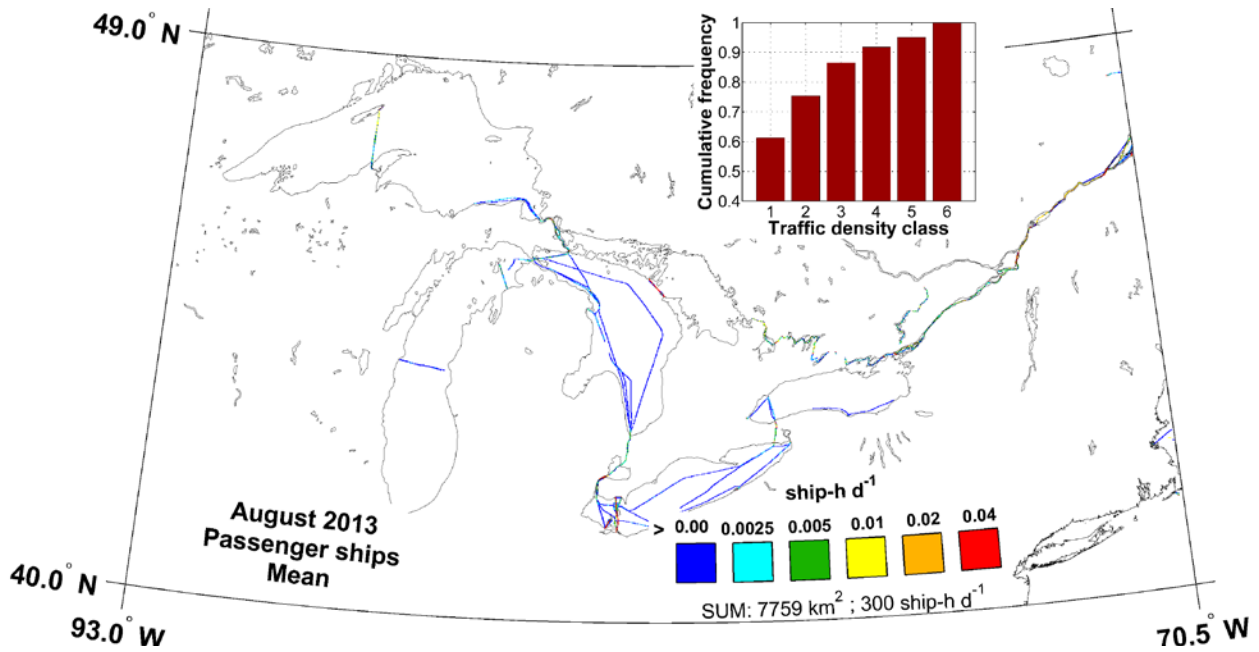 49.0° N
1
0.9
0.8
0.7
0.6
0.5
0.4
Cumulative frequency
1 2 3 4 5 6
Traffic density class
August 2013
Passenger ships
Mean
ship-h d⁻¹
> 0.00 0.0025 0.005 0.01 0.02 0.04
SUM: 7759 km² ; 300 ship-h d⁻¹
40.0° N
93.0° W
70.5° W